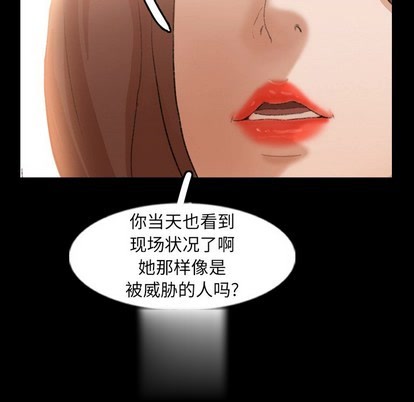 你当天也看到
现场状况了啊
她那样像是
被威胁的人吗?